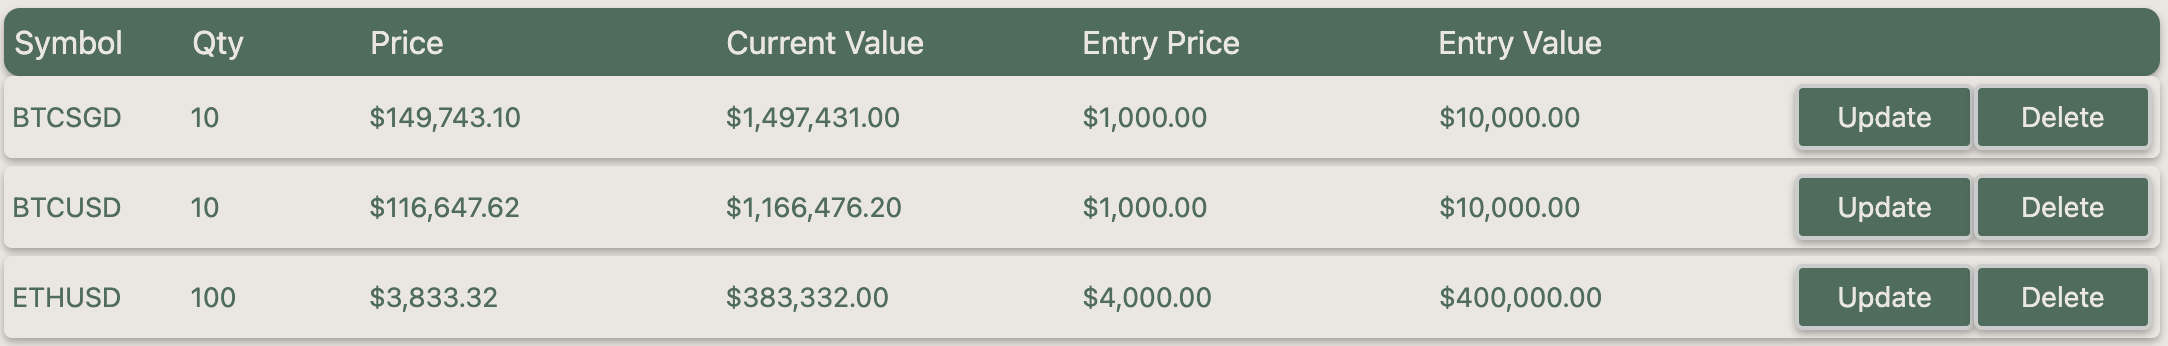 Symbol Qty Price Current Value Entry Price Entry Value
BTCSGD 10 $149,743.10 $1,497,431.00 $1,000.00 $10,000.00 Update Delete
BTCUSD 10 $116,647.62 $1,166,476.20 $1,000.00 $10,000.00 Update Delete
ETHUSD 100 $3,833.32 $383,332.00 $4,000.00 $400,000.00 Update Delete